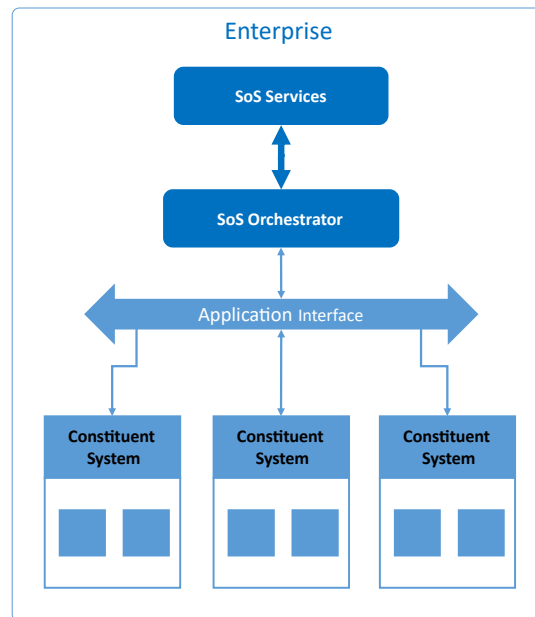 Enterprise
SoS Services
SoS Orchestrator
Application Interface
Constituent
System
Constituent
System
Constituent
System